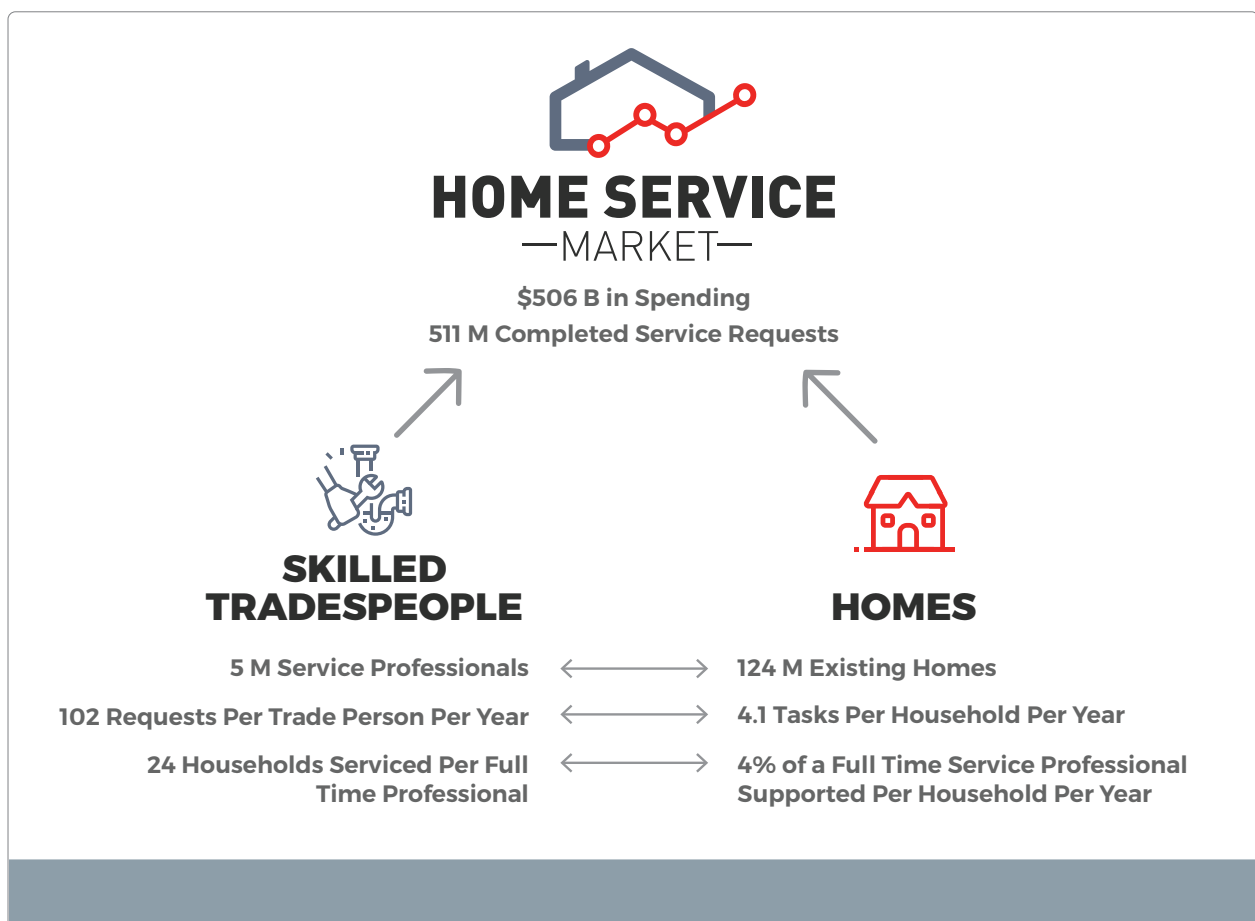 HOME SERVICE
MARKET
$506 B in Spending
511 M Completed Service Requests
SKILLED
TRADESPEOPLE
5 M Service Professionals
102 Requests Per Trade Person Per Year
24 Households Serviced Per Full
Time Professional
HOMES
124 M Existing Homes
4.1 Tasks Per Household Per Year
4% of a Full Time Service Professional
Supported Per Household Per Year